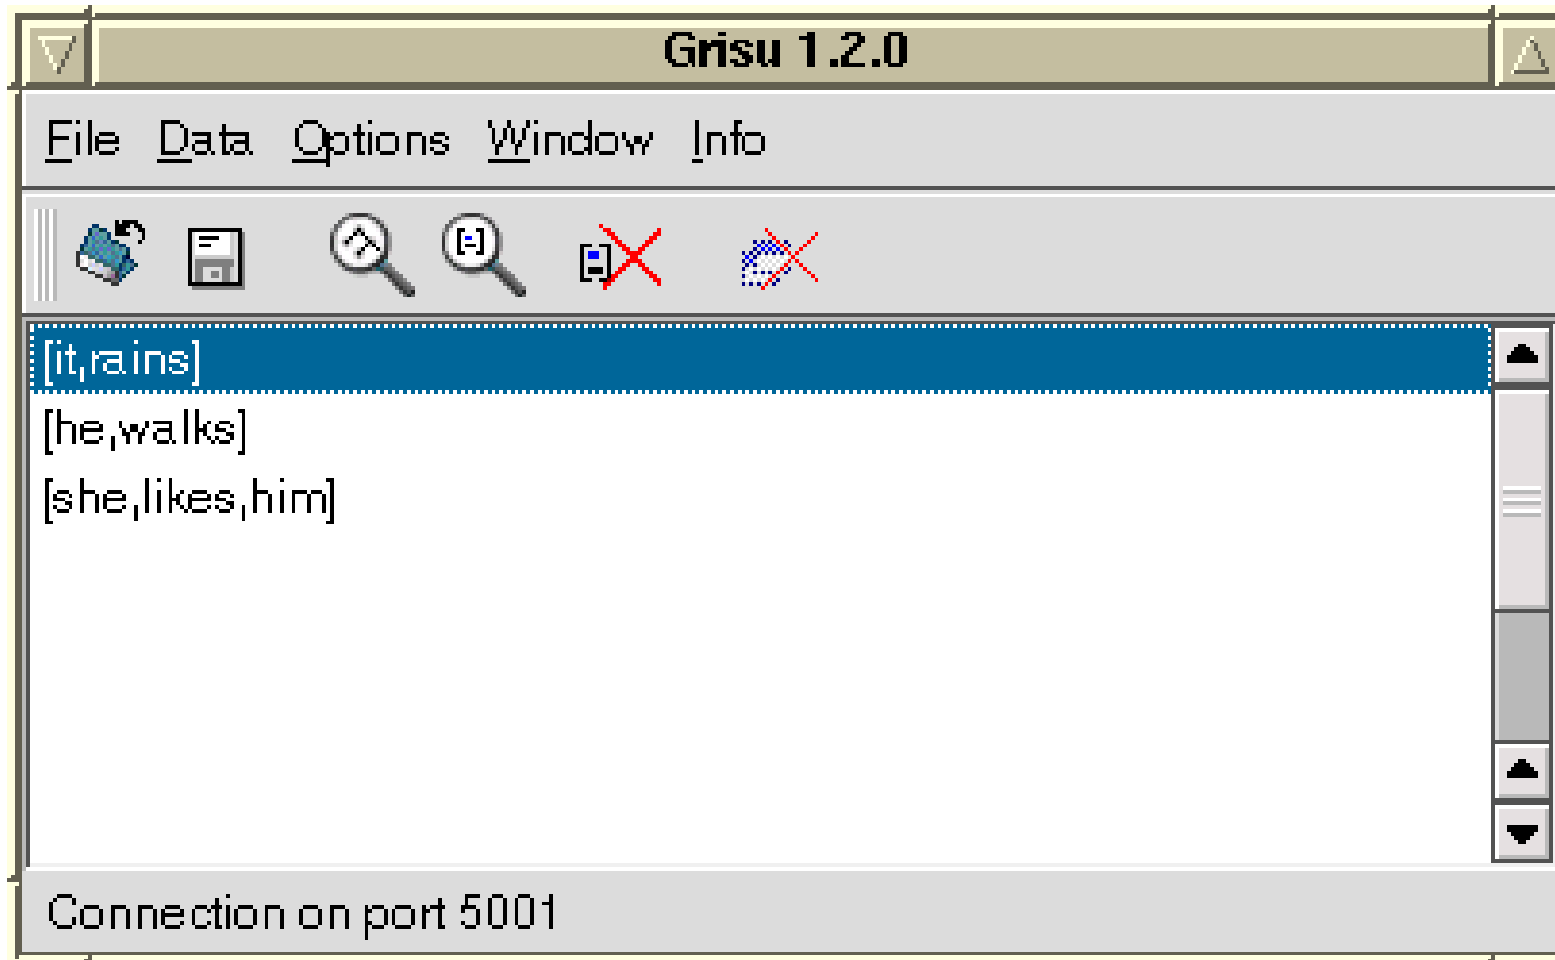 Grisu 1.2.0
File Data Options Window Info
[it,rains]
[he,walks]
[she,likes,him]
Connection on port 5001